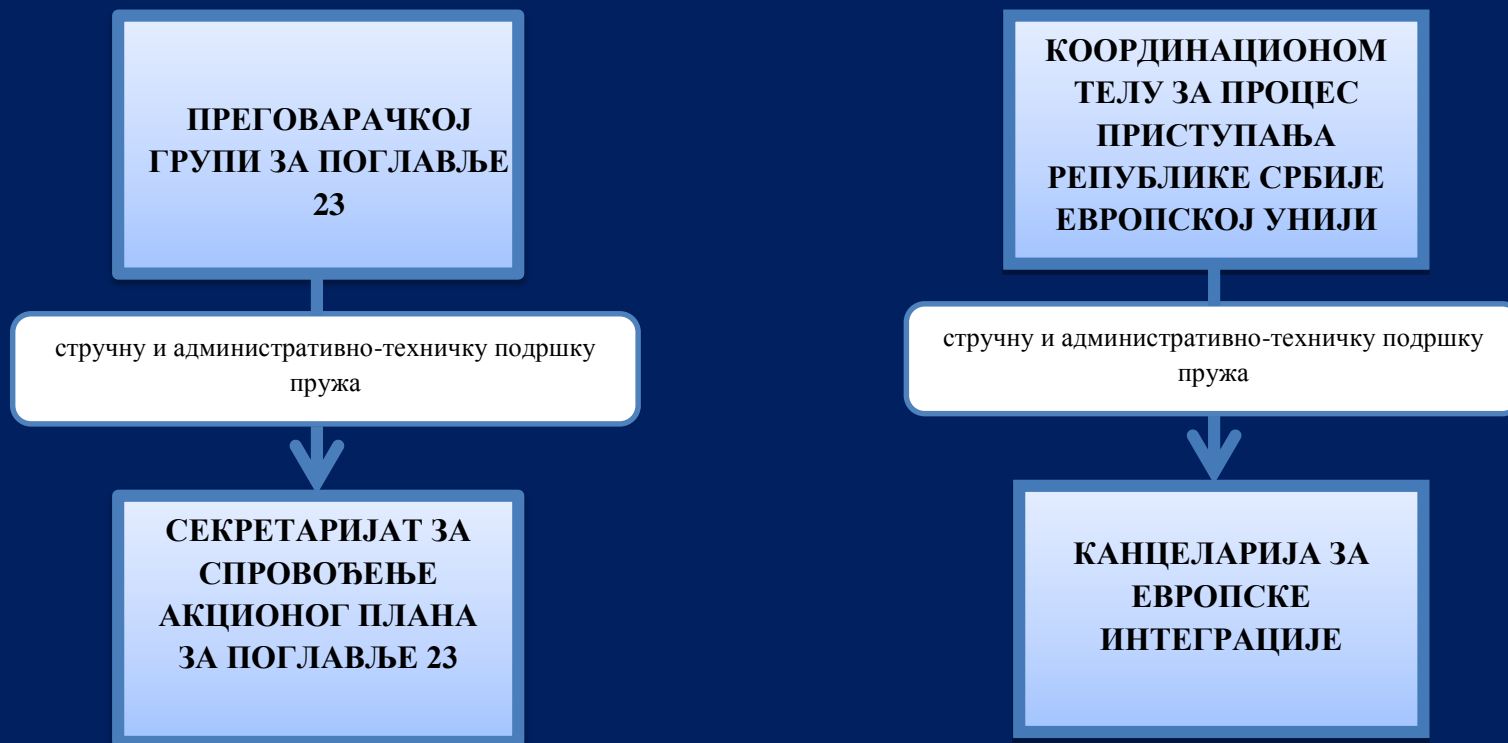 ПРЕГОВАРАЧКОЈ
ГРУПИ ЗА ПОГЛАВЉЕ
23
стручну и административно-техничку подршку
пружа
СЕКРЕТАРИЈАТ ЗА
СПРОВОЂЕЊЕ
АКЦИОНОГ ПЛАНА
ЗА ПОГЛАВЉЕ 23
КООРДИНАЦИОНОМ
ТЕЛУ ЗА ПРОЦЕС
ПРИСТУПАЊА
РЕПУБЛИКЕ СРБИЈЕ
ЕВРОПСКОЈ УНИЈИ
стручну и административно-техничку подршку
пружа
КАНЦЕЛАРИЈА ЗА
ЕВРОПСКЕ
ИНТЕГРАЦИЈЕ